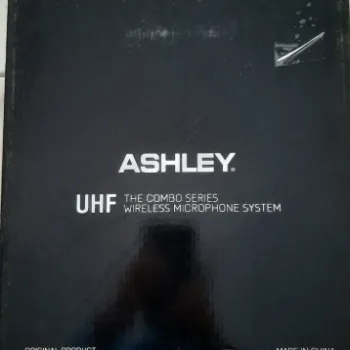 ASHLEY®
UHF THE COMBO SERIES
WIRELESS MICROPHONE SYSTEM
ORIGINAL PRODUCT MADE IN CHINA